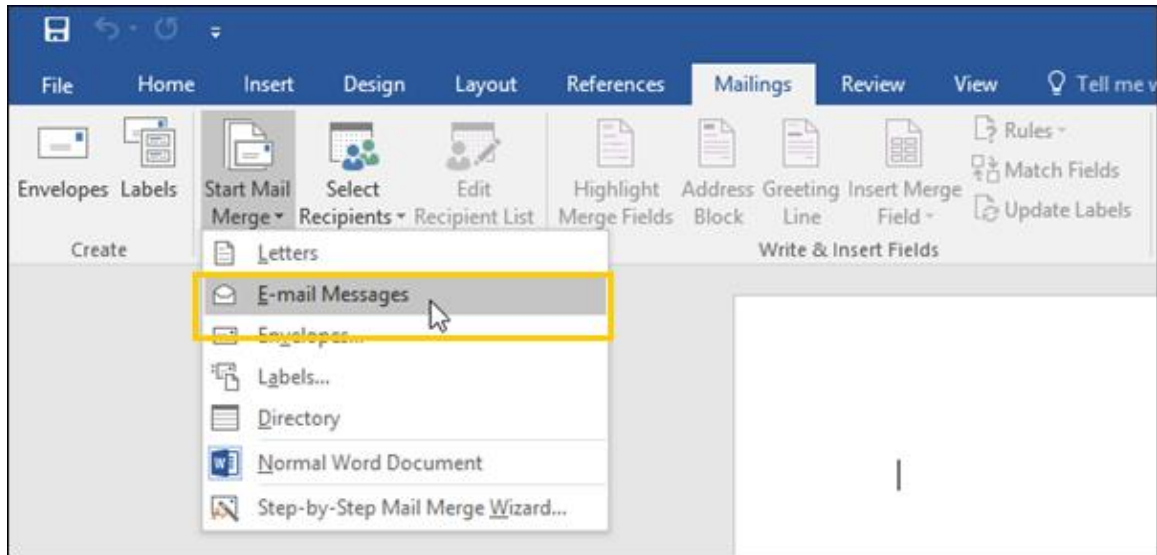 File Home Insert Design Layout References Mailings Review View Tell me
Envelopes Labels Start Mail Merge Select Recipients Edit Recipient List Highlight Merge Fields Address Block Greeting Line Insert Merge Field Rules
Match Fields
Update Labels
Create Write & Insert Fields
Letters
E-mail Messages
Envelopes...
Labels...
Directory
Normal Word Document
Step-by-Step Mail Merge Wizard...